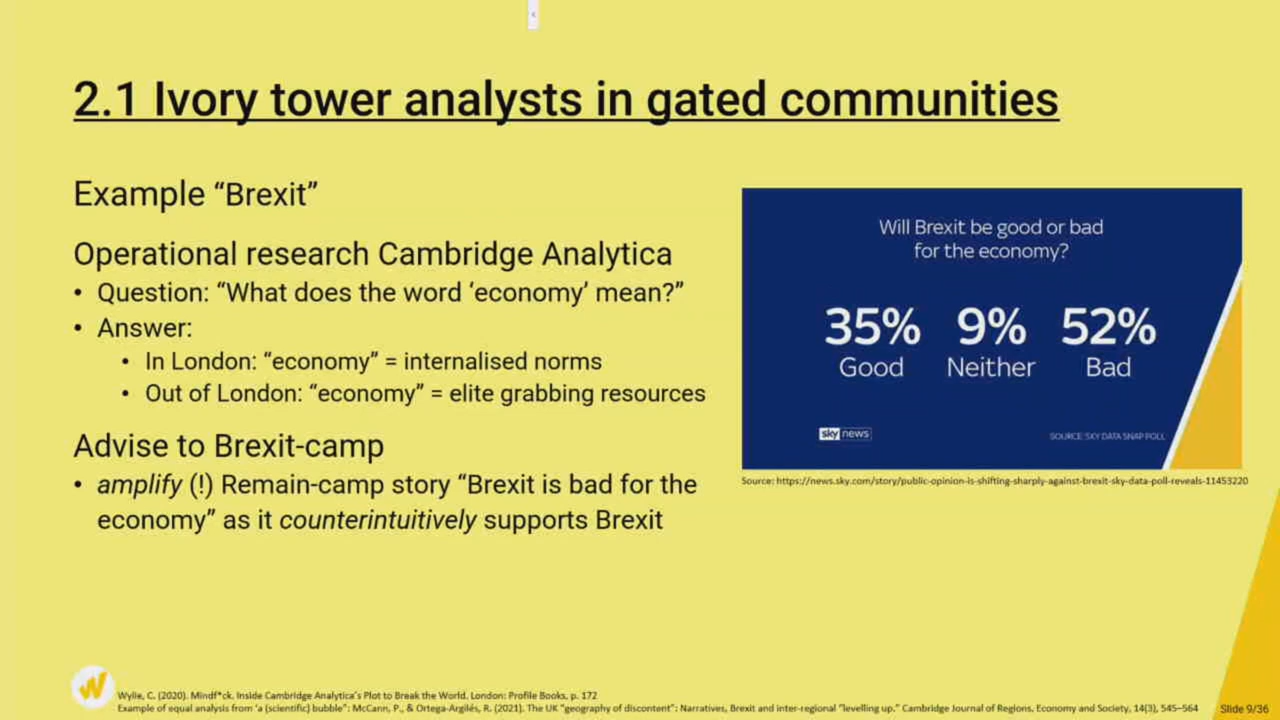 2.1 Ivory tower analysts in gated communities
Example “Brexit”
Operational research Cambridge Analytica
• Question: “What does the word ‘economy’ mean?”
• Answer:
• In London: “economy” = internalised norms
• Out of London: “economy” = elite grabbing resources
Advise to Brexit-camp
• amplify (!) Remain-camp story “Brexit is bad for the
economy” as it counterintuitively supports Brexit
Will Brexit be good or bad
for the economy?
35% 9% 52%
Good Neither Bad
sky news
SOURCE: SKY DATA SNAP POLL
Source: https://news.sky.com/story/public-opinion-is-shifting-sharply-against-brexit-sky-data-poll-reveals-11453220
Wylie, C. (2020). Mindf*ck. Inside Cambridge Analytica’s Plot to Break the World. London: Profile Books, p. 172
Example of equal analysis from ‘a (scientific) bubble”: McCann, P., & Ortega-Argilés, R. (2021). The UK “geography of discontent”: Narratives, Brexit and inter-regional “levelling up.” Cambridge Journal of Regions, Economy and Society, 14(3), 545–564
Slide 9/36